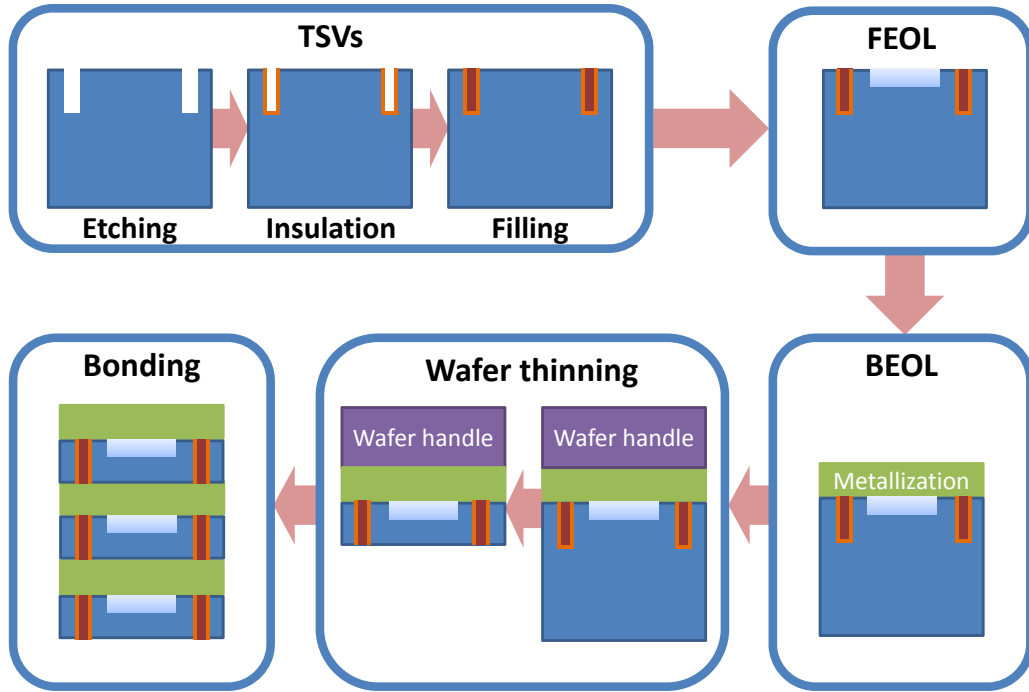 TSVs
Etching
Insulation
Filling
FEOL
BEOL
Metallization
Wafer thinning
Wafer handle
Wafer handle
Bonding